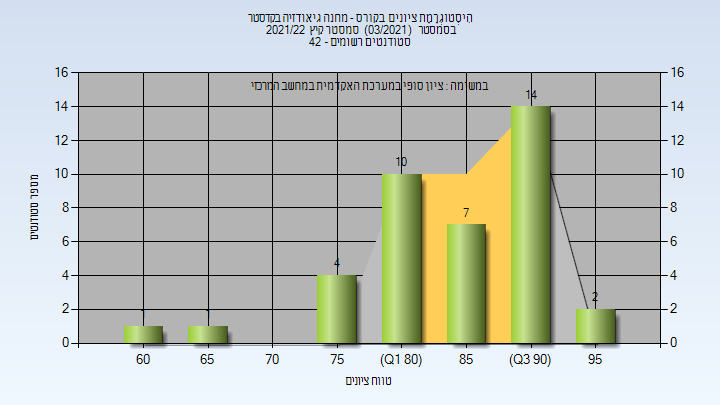 היסטוגרמת ציונים בקורס - מחנה גיאודזיה בקדסטר
בסמסטר (03/2021) סמסטר קיץ 2021/22
סטודנטים רשומים - 42
במשימה : ציון סופי במערכת האקדמית במחשב המרכזי
מספר סטודנטים
16 16
14 14
12 12
10 10
8 8
6 6
4 4
2 2
0 0
1 1 4 10 7 14 2
60 65 70 75 (Q1 80) 85 (Q3 90) 95
טווח ציונים